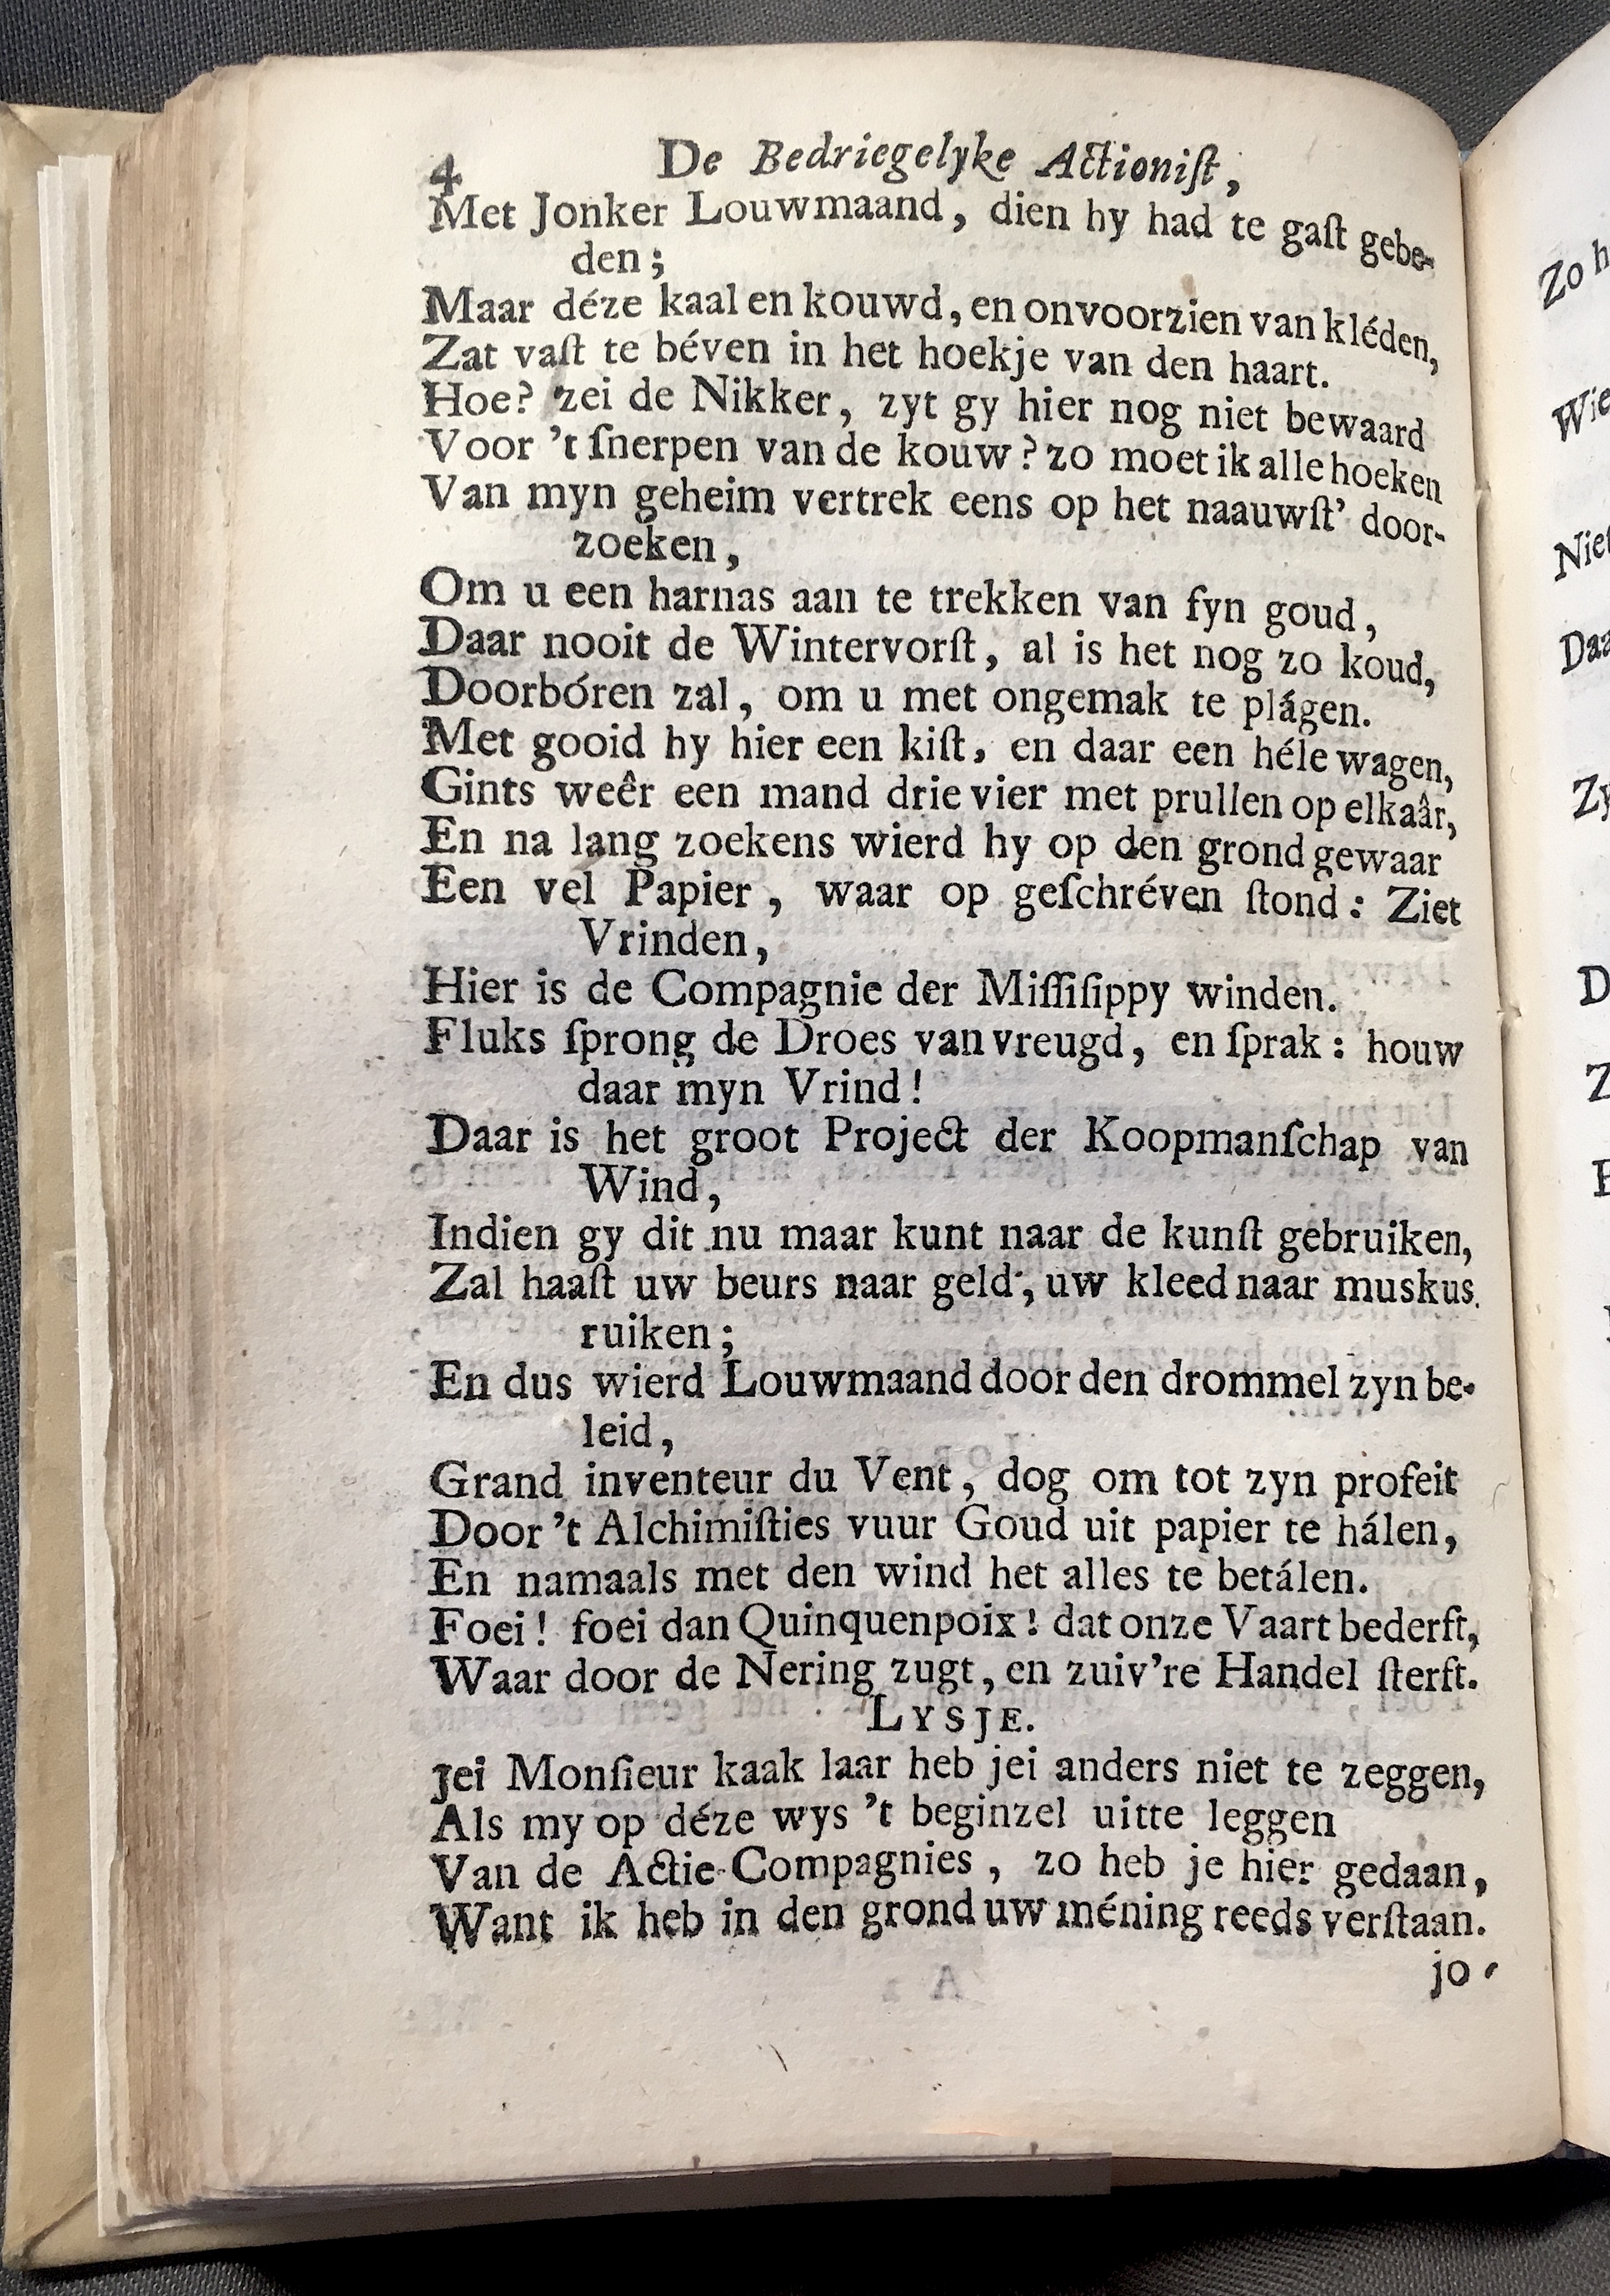 4 De Bedriegelyke Actioniſt,
Met Jonker Louwmaand, dien hy had te gaſt gebe-
den;
Maar déze kaal en kouwd, en onvoorzien van kléden,
Zat vaſt te béven in het hoekje van den haart.
Hoe? zei de Nikker, zyt gy hier nog niet bewaard
Voor 't ſnerpen van de kouw? zo moet ik alle hoeken
Van myn geheim vertrek eens op het naauwſt' door-
zoeken,
Om u een harnas aan te trekken van fyn goud,
Daar nooit de Wintervorſt, al is het nog zo koud,
Doorbóren zal, om u met ongemak te plágen.
Met gooid hy hier een kiſt, en daar een héle wagen,
Gints weêr een mand drie vier met prullen op elkaâr,
En na lang zoekens wierd hy op den grond gewaar
Een vel Papier, waar op geſchréven ſtond: Ziet
Vrinden,
Hier is de Compagnie der Miſſiſippy winden.
Fluks ſprong de Droes van vreugd, en ſprak: houw
daar myn Vrind!
Daar is het groot Project der Koopmanſchap van
Wind,
Indien gy dit nu maar kunt naar de kunſt gebruiken,
Zal haaſt uw beurs naar geld, uw kleed naar muskus
ruiken;
En dus wierd Louwmaand door den drommel zyn be-
leid,
Grand inventeur du Vent, dog om tot zyn profeit
Door 't Alchimiſties vuur Goud uit papier te hálen,
En namaals met den wind het alles te betálen.
Foei! foei dan Quinquenpoix! dat onze Vaart bederft,
Waar door de Nering zugt, en zuiv're Handel ſterft.
LYSJE.
Jei Monſieur kaak laar heb jei anders niet te zeggen,
Als my op déze wys 't beginzel uitte leggen
Van de Actie-Compagnies, zo heb je hier gedaan,
Want ik heb in den grond uw méning reeds verſtaan.
jo-
Zo h
Wie
Niet
Daa
Zy
D
Z